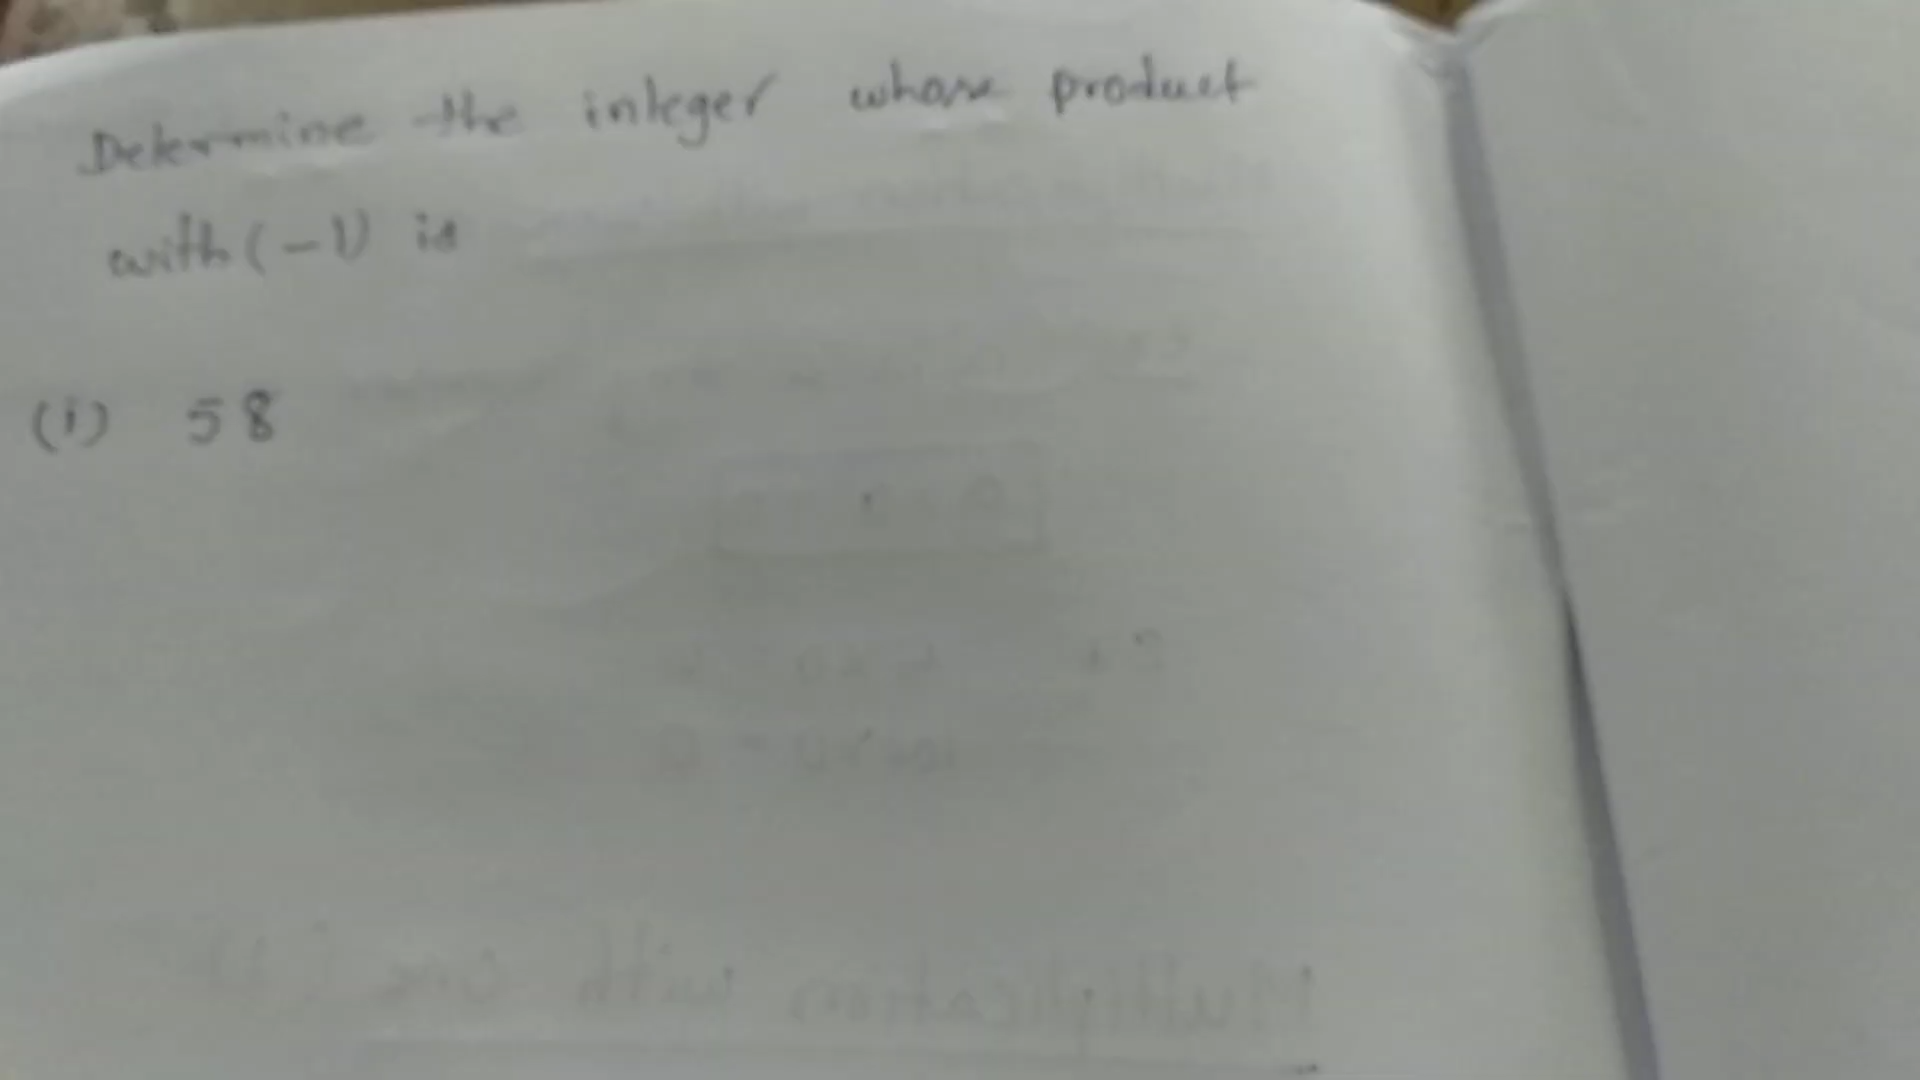 Determine the integer whose product
with (-1) is
(i) 58